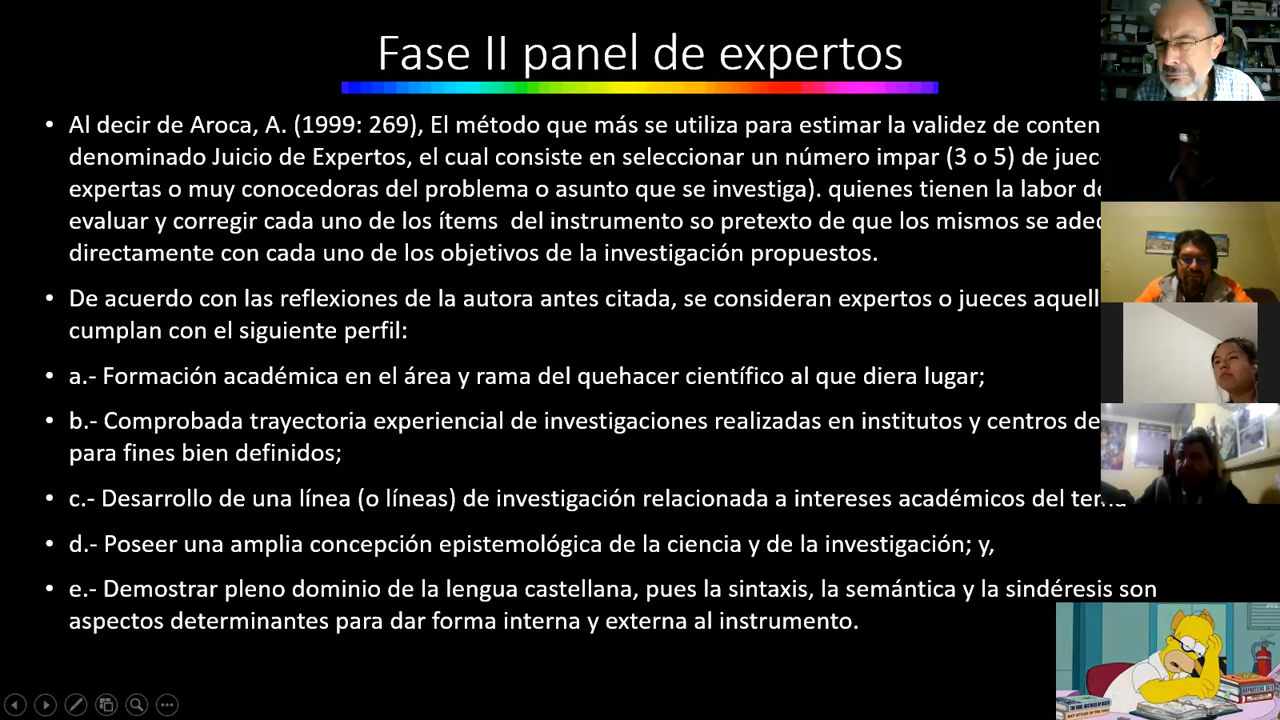 Fase II panel de expertos
• Al decir de Aroca, A. (1999: 269), El método que más se utiliza para estimar la validez de conten
denominado Juicio de Expertos, el cual consiste en seleccionar un número impar (3 o 5) de juec
expertas o muy conocedoras del problema o asunto que se investiga). quienes tienen la labor de
evaluar y corregir cada uno de los ítems del instrumento so pretexto de que los mismos se adec
directamente con cada uno de los objetivos de la investigación propuestos.
• De acuerdo con las reflexiones de la autora antes citada, se consideran expertos o jueces aquell
cumplan con el siguiente perfil:
• a.- Formación académica en el área y rama del quehacer científico al que diera lugar;
• b.- Comprobada trayectoria experiencial de investigaciones realizadas en institutos y centros de
para fines bien definidos;
• c.- Desarrollo de una línea (o líneas) de investigación relacionada a intereses académicos del tema
• d.- Poseer una amplia concepción epistemológica de la ciencia y de la investigación; y,
• e.- Demostrar pleno dominio de la lengua castellana, pues la sintaxis, la semántica y la sindéresis son
aspectos determinantes para dar forma interna y externa al instrumento.